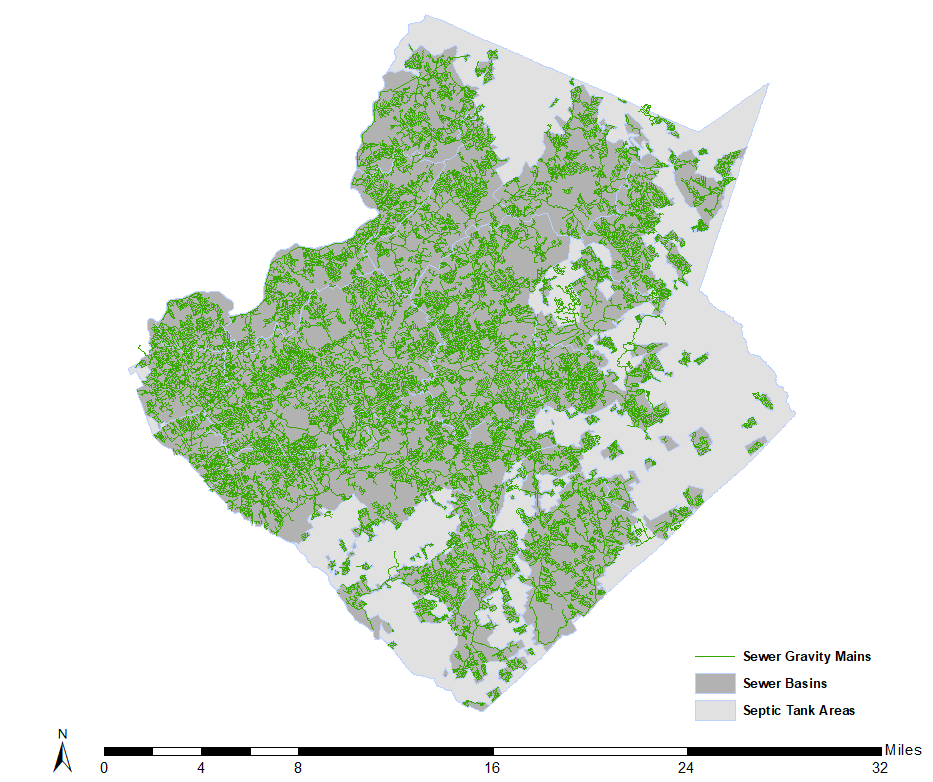 Sewer Gravity Mains
Sewer Basins
Septic Tank Areas
N
Miles
0 4 8 16 24 32